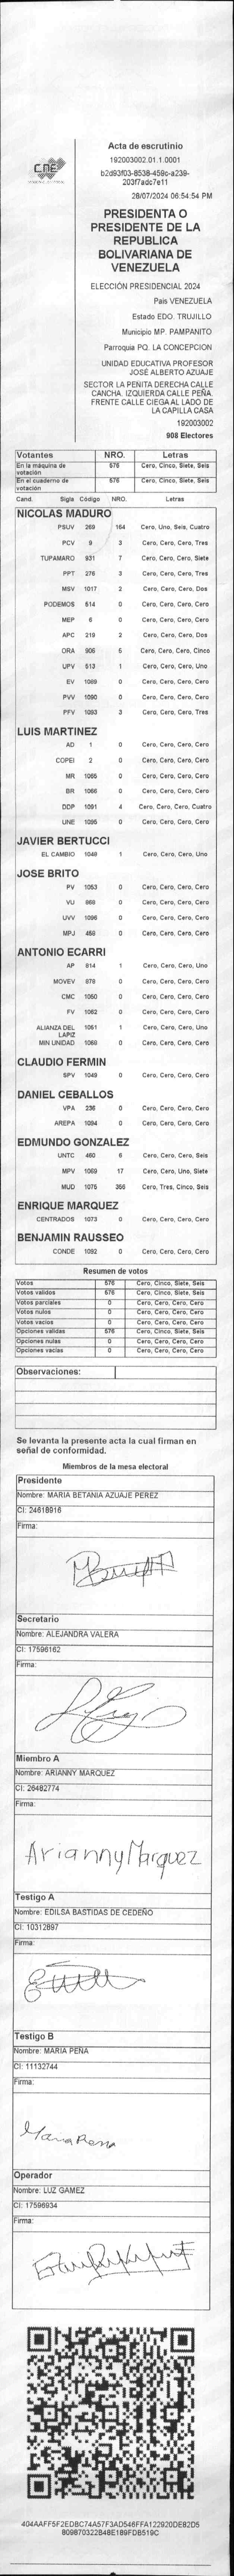 Acta de escrutinio
192003002.01.1.0001
CNE
b2d93f03-8538-459c-a239-
203f7adc7e11
28/07/2024 06:54:54 PM
PRESIDENTA O
PRESIDENTE DE LA
REPUBLICA
BOLIVARIANA DE
VENEZUELA
ELECCIÓN PRESIDENCIAL 2024
Pais VENEZUELA
Estado EDO. TRUJILLO
Municipio MP. PAMPANITO
Parroquia PQ. LA CONCEPCION
UNIDAD EDUCATIVA PROFESOR
JOSÉ ALBERTO AZUAJE
SECTOR LA PEÑITA DERECHA CALLE
CANCHA. IZQUIERDA CALLE PEÑA.
FRENTE CALLE CIEGA AL LADO DE
LA CAPILLA CASA
192003002
908 Electores
Votantes NRO. Letras
En la máquina de votación 576 Cero, Cinco, Siete, Seis
En el cuaderno de votación 576 Cero, Cinco, Siete, Seis
Cand. Sigla Código NRO. Letras
NICOLAS MADURO
PSUV 269 164 Cero, Uno, Seis, Cuatro
PCV 9 3 Cero, Cero, Cero, Tres
TUPAMARO 931 7 Cero, Cero, Cero, Siete
PPT 276 3 Cero, Cero, Cero, Tres
MSV 1017 2 Cero, Cero, Cero, Dos
PODEMOS 514 0 Cero, Cero, Cero, Cero
MEP 6 0 Cero, Cero, Cero, Cero
APC 219 2 Cero, Cero, Cero, Dos
ORA 906 5 Cero, Cero, Cero, Cinco
UPV 513 1 Cero, Cero, Cero, Uno
EV 1089 0 Cero, Cero, Cero, Cero
PVV 1090 0 Cero, Cero, Cero, Cero
PFV 1093 3 Cero, Cero, Cero, Tres
LUIS MARTINEZ
AD 1 0 Cero, Cero, Cero, Cero
COPEI 2 0 Cero, Cero, Cero, Cero
MR 1065 0 Cero, Cero, Cero, Cero
BR 1066 0 Cero, Cero, Cero, Cero
DDP 1091 4 Cero, Cero, Cero, Cuatro
UNE 1095 0 Cero, Cero, Cero, Cero
JAVIER BERTUCCI
EL CAMBIO 1048 1 Cero, Cero, Cero, Uno
JOSE BRITO
PV 1053 0 Cero, Cero, Cero, Cero
VU 868 0 Cero, Cero, Cero, Cero
UVV 1096 0 Cero, Cero, Cero, Cero
MPJ 458 0 Cero, Cero, Cero, Cero
ANTONIO ECARRI
AP 814 1 Cero, Cero, Cero, Uno
MOVEV 979 0 Cero, Cero, Cero, Cero
CMC 1050 0 Cero, Cero, Cero, Cero
FV 1062 0 Cero, Cero, Cero, Cero
ALIANZA DEL LAPIZ 1061 1 Cero, Cero, Cero, Uno
MIN UNIDAD 1068 0 Cero, Cero, Cero, Cero
CLAUDIO FERMIN
SPV 1049 0 Cero, Cero, Cero, Cero
DANIEL CEBALLOS
VPA 236 0 Cero, Cero, Cero, Cero
AREPA 1094 0 Cero, Cero, Cero, Cero
EDMUNDO GONZALEZ
UNTC 460 6 Cero, Cero, Cero, Seis
MPV 1069 17 Cero, Cero, Uno, Siete
MUD 1075 356 Cero, Tres, Cinco, Seis
ENRIQUE MARQUEZ
CENTRADOS 1073 0 Cero, Cero, Cero, Cero
BENJAMIN RAUSSEO
CONDE 1092 0 Cero, Cero, Cero, Cero
Resumen de votos
Votos 576 Cero, Cinco, Siete, Seis
Votos validos 576 Cero, Cinco, Siete, Seis
Votos parciales 0 Cero, Cero, Cero, Cero
Votos nulos 0 Cero, Cero, Cero, Cero
Votos vacios 0 Cero, Cero, Cero, Cero
Opciones validas 576 Cero, Cinco, Siete, Seis
Opciones nulas 0 Cero, Cero, Cero, Cero
Opciones vacias 0 Cero, Cero, Cero, Cero
Observaciones:
Se levanta la presente acta la cual firman en
señal de conformidad.
Miembros de la mesa electoral
Presidente
Nombre: MARIA BETANIA AZUAJE PEREZ
CI: 24618916
Firma:
Secretario
Nombre: ALEJANDRA VALERA
CI: 17596162
Firma:
Miembro A
Nombre: ARIANNY MARQUEZ
CI: 26482774
Firma:
Arianny Marquez
Testigo A
Nombre: EDILSA BASTIDAS DE CEDEÑO
CI: 10312897
Firma:
Testigo B
Nombre: MARIA PEÑA
CI: 11132744
Firma:
Maria Pena
Operador
Nombre: LUZ GAMEZ
CI: 17596934
Firma:
404AAFF5F2EDBC74A57F3AD546FFA122920DE82D5
809870322B48E189FDB519C